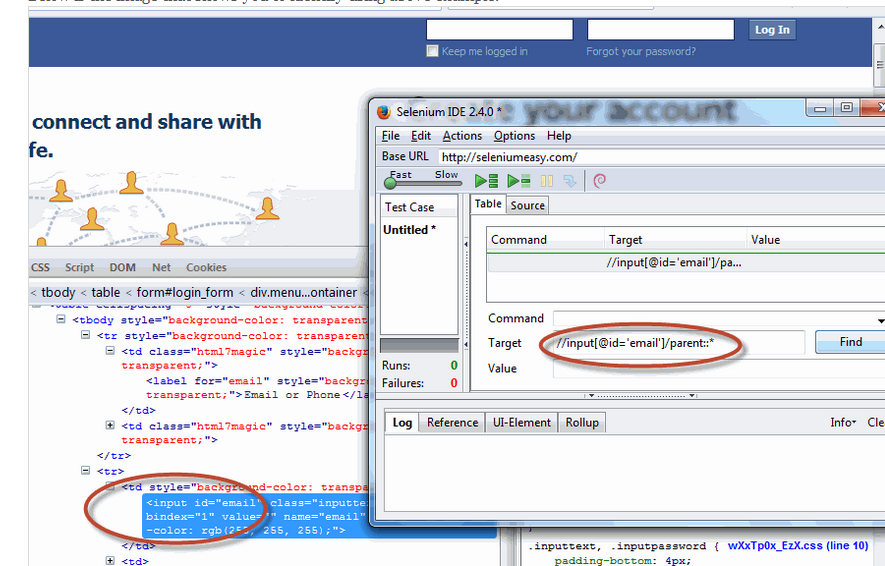 Log In
Keep me logged in
Forgot your password?
connect and share with
fe.
Selenium IDE 2.4.0 *
your account
File Edit Actions Options Help
Base URL http://seleniumeasy.com/
Fast Slow
Test Case
Untitled *
Runs: 0
Failures: 0
Table Source
Command Target Value
//input[@id='email']/pa...
Command
Target //input[@id='email']/parent::* Find
Value
Log Reference UI-Element Rollup Info Cle
CSS Script DOM Net Cookies
< tbody < table < form#login_form < div.menu...ontainer <
<tbody style="background-color: transparent
<tr style="background-color: transparent
<td class="html7magic" style="backgr
transparent;">
<label for="email" style="backg
transparent;">Email or Phone</la
</td>
<td class="html7magic" style="backgr
transparent;">
</tr>
<tr>
<td style="background-color: transpa
<input id="email" class="inputte
bindex="1" value="" name="email"
-color: rgb(255, 255, 255);">
</td>
<td>
.inputtext, .inputpassword { wXxTp0x_EzX.css (line 10)
padding-bottom: 4px;